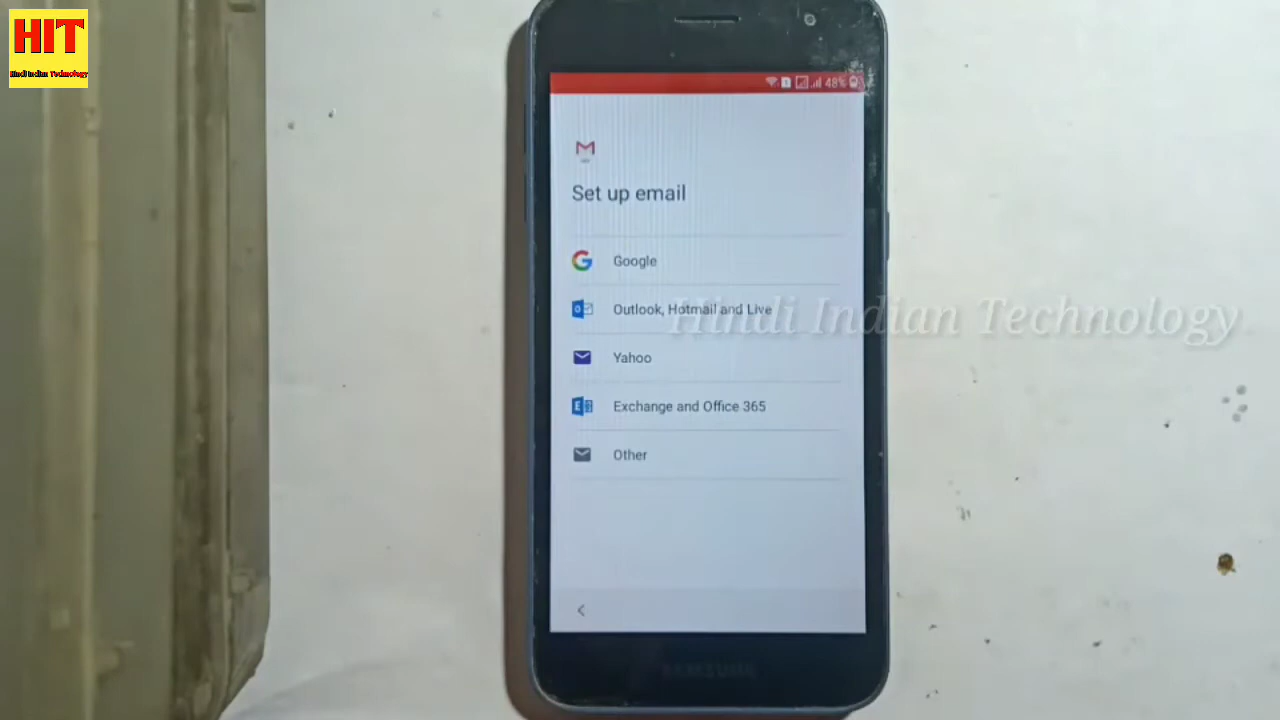 HIT
Hindi Indian Technology
48%
Set up email
Google
Outlook, Hotmail and Live
Hindi Indian Technology
Yahoo
Exchange and Office 365
Other
SAMSUNG